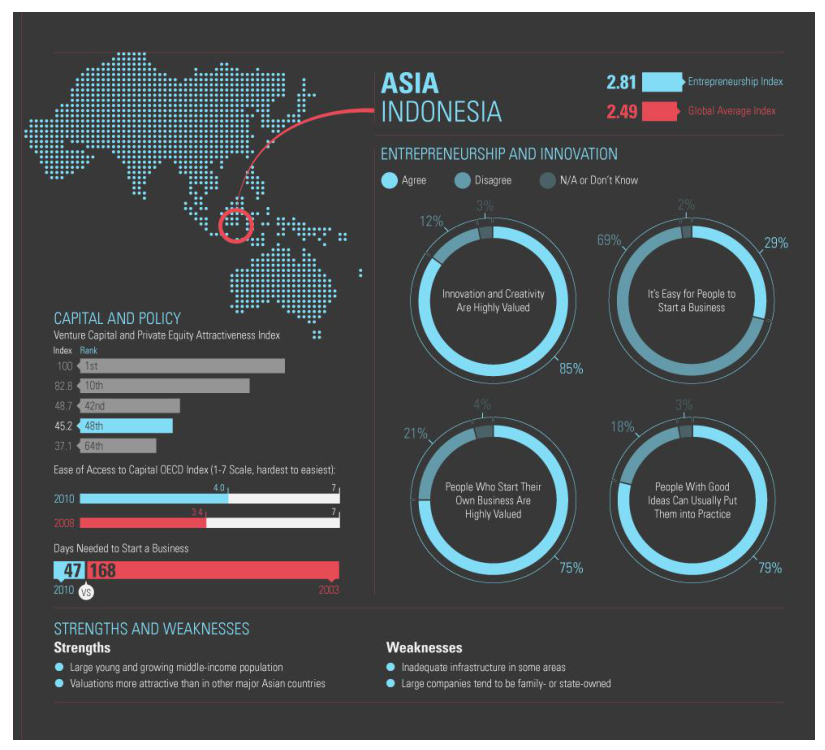 ASIA
INDONESIA
2.81 Entrepreneurship Index
2.49 Global Average Index
ENTREPRENEURSHIP AND INNOVATION
Agree Disagree N/A or Don't Know
3%
12%
Innovation and Creativity
Are Highly Valued
85%
2%
69%
29%
It's Easy for People to
Start a Business
4%
21%
People Who Start Their
Own Business Are
Highly Valued
75%
3%
18%
People With Good
Ideas Can Usually Put
Them into Practice
79%
CAPITAL AND POLICY
Venture Capital and Private Equity Attractiveness Index
Index Rank
100 1st
82.8 10th
48.7 42nd
45.2 48th
37.1 64th
Ease of Access to Capital OECD Index (1-7 Scale, hardest to easiest):
4.0 7
2010
3.4 7
2008
Days Needed to Start a Business
47 168
2010 VS 2003
STRENGTHS AND WEAKNESSES
Strengths
Large young and growing middle-income population
Valuations more attractive than in other major Asian countries
Weaknesses
Inadequate infrastructure in some areas
Large companies tend to be family- or state-owned